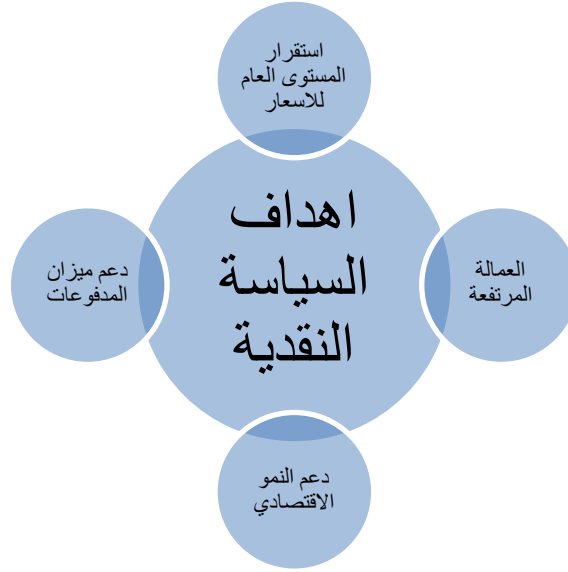 استقرار
المستوى العام
للاسعار
اهداف
السياسة
النقدية
العمالة
المرتفعة
دعم ميزان
المدفوعات
دعم النمو
الاقتصادي